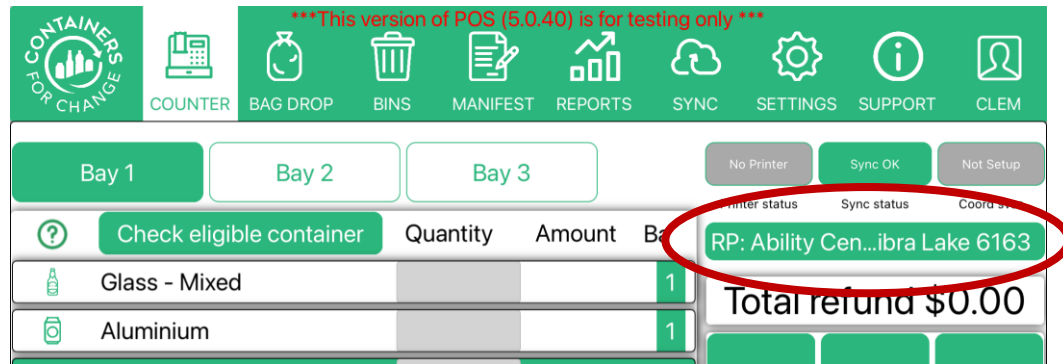 ***This version of POS (5.0.40) is for testing only ***
CONTAINERS
FOR CHANGE
COUNTER BAG DROP BINS MANIFEST REPORTS SYNC SETTINGS SUPPORT CLEM
Bay 1 Bay 2 Bay 3
No Printer Sync OK Not Setup
status Sync status Coord
Check eligible container Quantity Amount
RP: Ability Cen...ibra Lake 6163
Glass - Mixed 1
Total refund $0.00
Aluminium 1